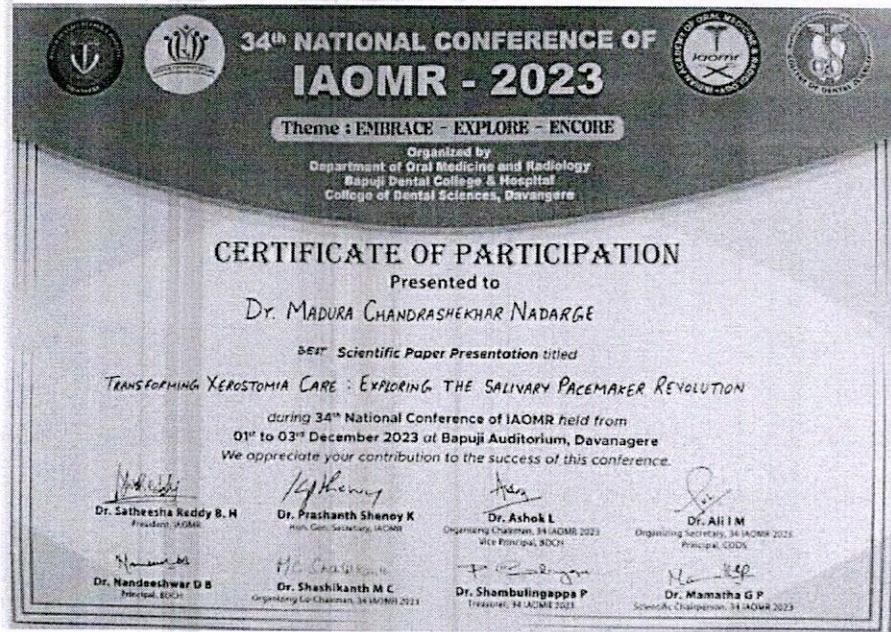 34th NATIONAL CONFERENCE OF
IAOMR - 2023
Theme : EMBRACE - EXPLORE - ENCORE
Organized by
Department of Oral Medicine and Radiology
Bapuji Dental College & Hospital
College of Dental Sciences, Davangere
iaomr
CERTIFICATE OF PARTICIPATION
Presented to
Dr. MADURA CHANDRASHEKHAR NADARGE
BEST Scientific Paper Presentation titled
TRANSFORMING XEROSTOMIA CARE : EXPLORING THE SALIVARY PACEMAKER REVOLUTION
during 34th National Conference of IAOMR held from
01st to 03rd December 2023 at Bapuji Auditorium, Davanagere
We appreciate your contribution to the success of this conference.
Dr. Satheesha Reddy B. H Dr. Prashanth Shenoy K Dr. Ashok L Dr. Ali I M
President, IAOMR Hon. Gen. Secretary, IAOMR Organizing Chairman, 34 IAOMR 2023 Organizing Secretary, 34 IAOMR 2023
Vice Principal, BDCH Principal, CODS
Dr. Nandeeshwar D B Dr. Shashikanth M C Dr. Shambulingappa P Dr. Mamatha G P
Principal, BDCH Organizing Co-Chairman, 34 IAOMR 2023 Treasurer, 34 IAOMR 2023 Scientific Chairperson, 34 IAOMR 2023